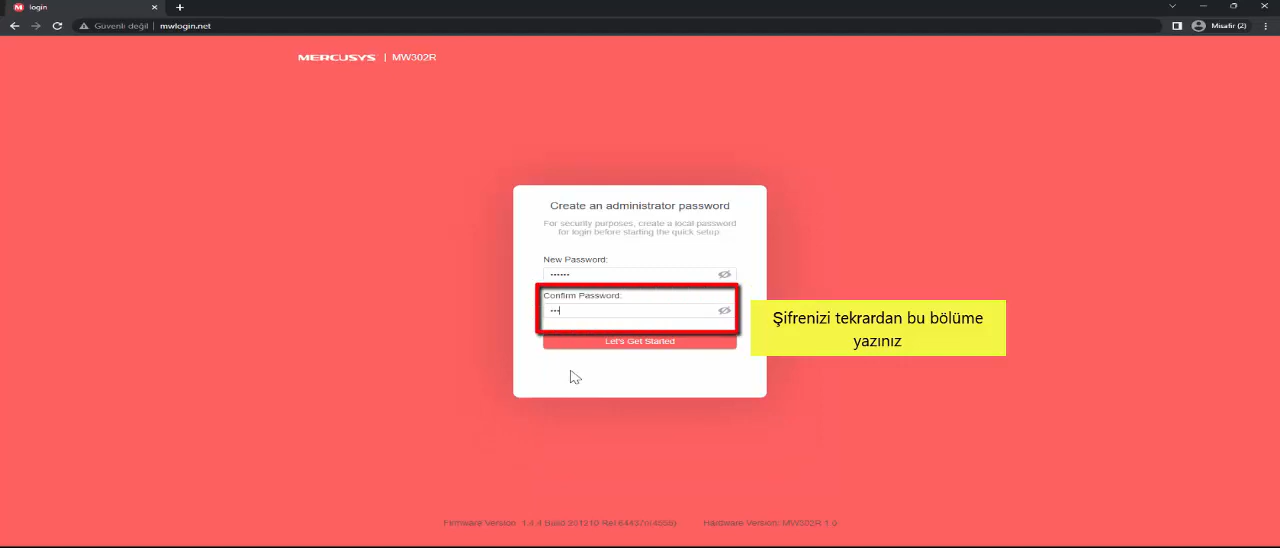 login
Güvenli değil | mwlogin.net
Misafir (2)
MERCUSYS | MW302R
Create an administrator password
For security purposes, create a local password
for login before starting the quick setup.
New Password:
••••••
Confirm Password:
•••
Let's Get Started
Şifrenizi tekrardan bu bölüme
yazınız
Firmware Version Hardware Version: MW302R 1.0